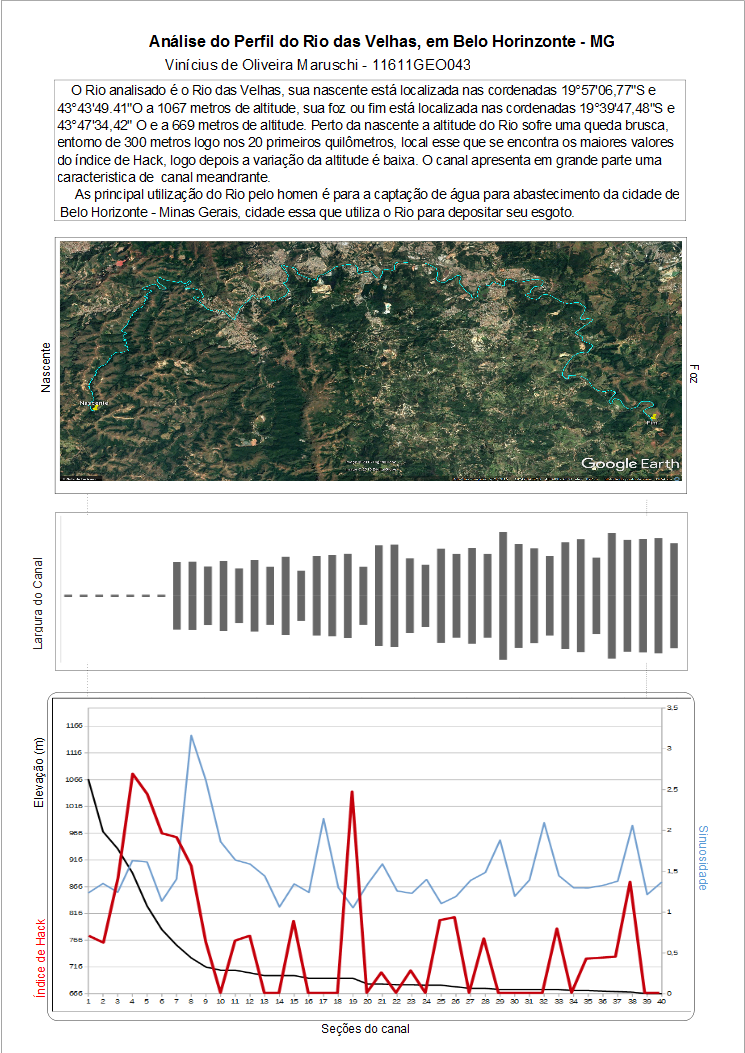 Análise do Perfil do Rio das Velhas, em Belo Horinzonte - MG
Vinícius de Oliveira Maruschi - 11611GEO043
O Rio analisado é o Rio das Velhas, sua nascente está localizada nas cordenadas 19°57'06,77"S e
43°43'49.41"O a 1067 metros de altitude, sua foz ou fim está localizada nas cordenadas 19°39'47,48"S e
43°47'34,42" O e a 669 metros de altitude. Perto da nascente a altitude do Rio sofre uma queda brusca,
entorno de 300 metros logo nos 20 primeiros quilômetros, local esse que se encontra os maiores valores
do índice de Hack, logo depois a variação da altitude é baixa. O canal apresenta em grande parte uma
caracteristica de canal meandrante.
As principal utilização do Rio pelo homen é para a captação de água para abastecimento da cidade de
Belo Horizonte - Minas Gerais, cidade essa que utiliza o Rio para depositar seu esgoto.
Nascente
Nascente
Fim
Google Earth
Foz
Largura do Canal
Elevação (m)
Índice de Hack
1166
1116
1066
1016
966
916
866
816
766
716
666
3,5
3
2,5
2
1,5
1
0,5
0
Sinuosidade
1 2 3 4 5 6 7 8 9 10 11 12 13 14 15 16 17 18 19 20 21 22 23 24 25 26 27 28 29 30 31 32 33 34 35 36 37 38 39 40
Seções do canal